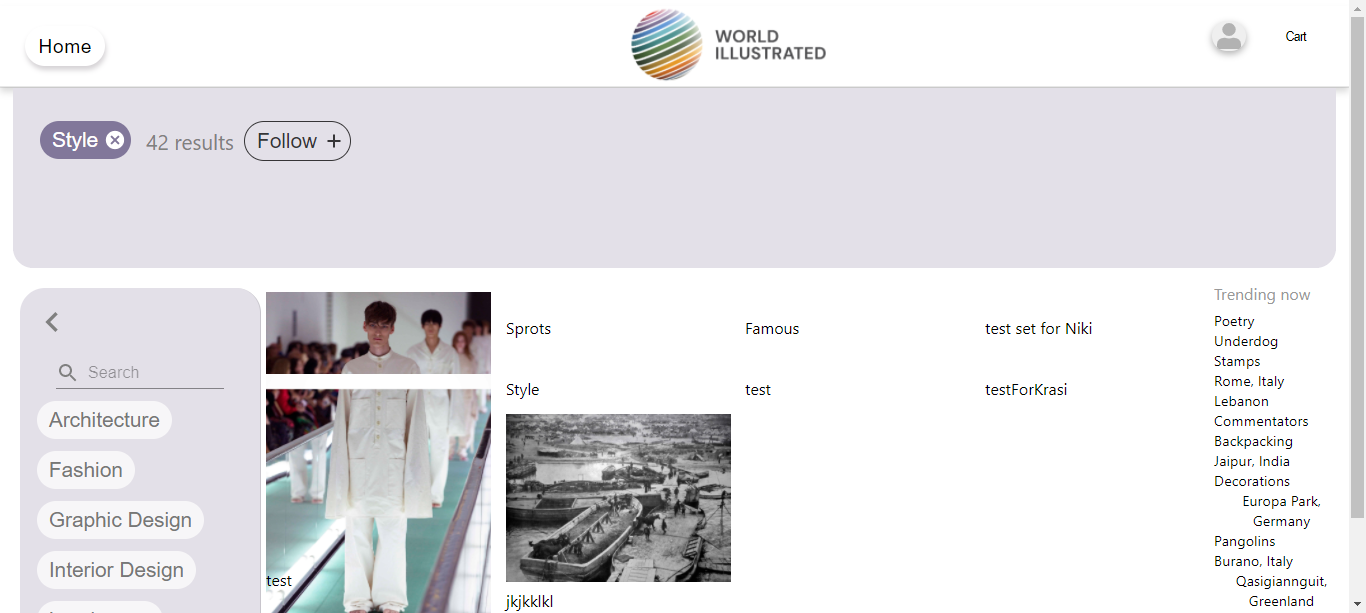 Home
WORLD
ILLUSTRATED
Cart
Style
42 results
Follow +
Search
Architecture
Fashion
Graphic Design
Interior Design
test
Sprots
Famous
test set for Niki
Style
test
testForKrasi
jkjkklkl
Trending now
Poetry
Underdog
Stamps
Rome, Italy
Lebanon
Commentators
Backpacking
Jaipur, India
Decorations
Europa Park,
Germany
Pangolins
Burano, Italy
Qasigiannguit,
Greenland